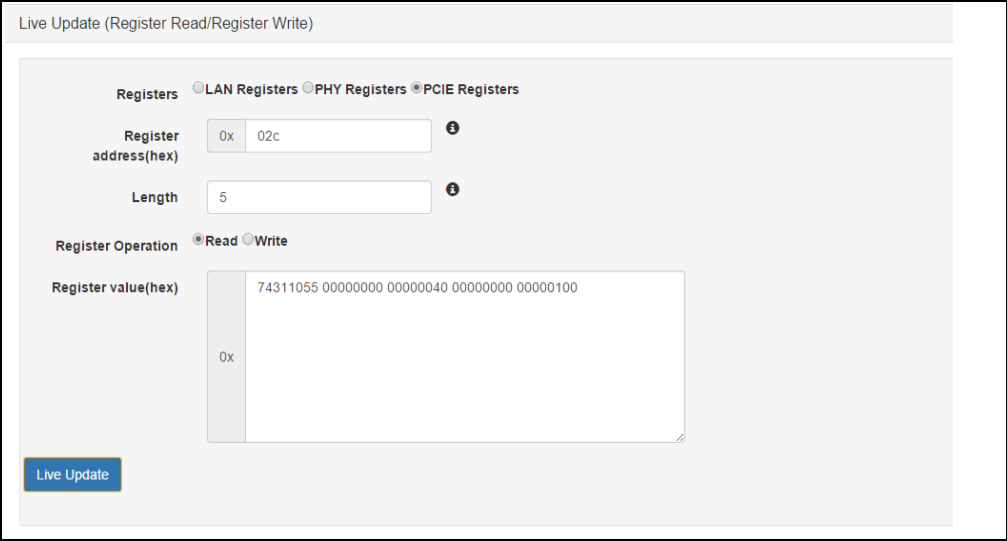 Live Update (Register Read/Register Write)
Registers LAN Registers PHY Registers PCIE Registers
Register address(hex) 0x 02c
Length 5
Register Operation Read Write
Register value(hex) 0x 74311055 00000000 00000040 00000000 00000100
Live Update